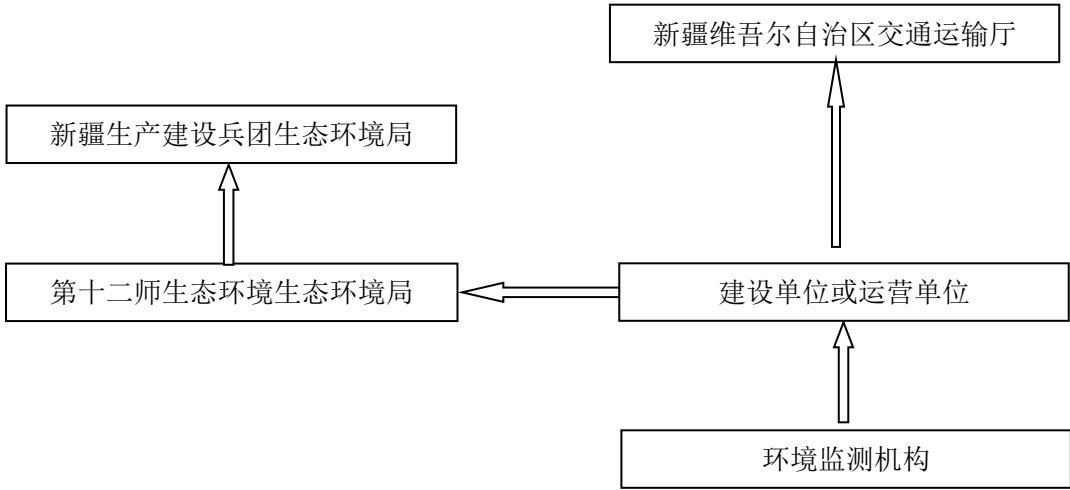 新疆维吾尔自治区交通运输厅
新疆生产建设兵团生态环境局
第十二师生态环境生态环境局
建设单位或运营单位
环境监测机构